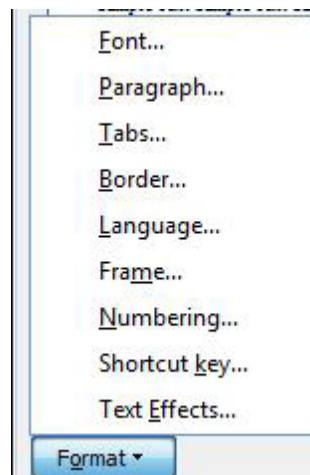 Font...
Paragraph...
Tabs...
Border...
Language...
Frame...
Numbering...
Shortcut key...
Text Effects...
Format